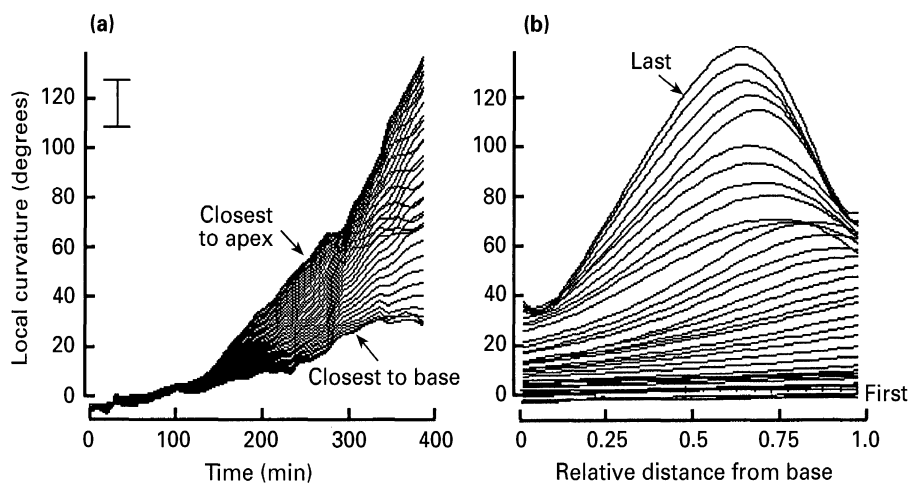 (a)
Local curvature (degrees)
120
100
80
60
40
20
0
Closest
to apex
Closest to base
0
100
200
300
400
Time (min)
(b)
Last
120
100
80
60
40
20
0
First
0
0.25
0.5
0.75
1.0
Relative distance from base